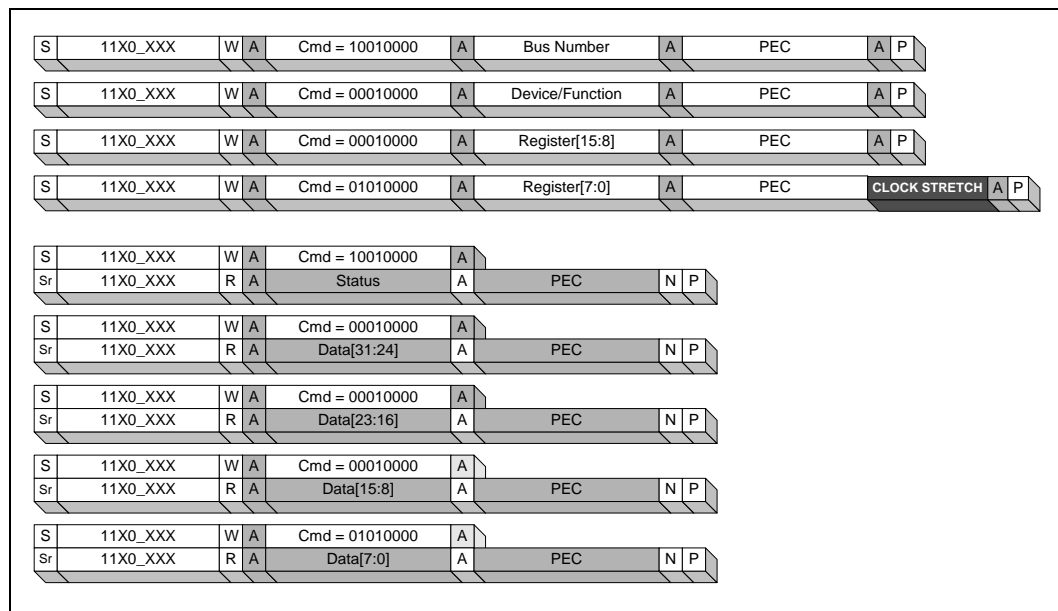 S 11X0_XXX W A Cmd = 10010000 A Bus Number A PEC A P
S 11X0_XXX W A Cmd = 00010000 A Device/Function A PEC A P
S 11X0_XXX W A Cmd = 00010000 A Register[15:8] A PEC A P
S 11X0_XXX W A Cmd = 01010000 A Register[7:0] A PEC CLOCK STRETCH A P
S 11X0_XXX W A Cmd = 10010000 A
Sr 11X0_XXX R A Status A PEC N P
S 11X0_XXX W A Cmd = 00010000 A
Sr 11X0_XXX R A Data[31:24] A PEC N P
S 11X0_XXX W A Cmd = 00010000 A
Sr 11X0_XXX R A Data[23:16] A PEC N P
S 11X0_XXX W A Cmd = 00010000 A
Sr 11X0_XXX R A Data[15:8] A PEC N P
S 11X0_XXX W A Cmd = 01010000 A
Sr 11X0_XXX R A Data[7:0] A PEC N P